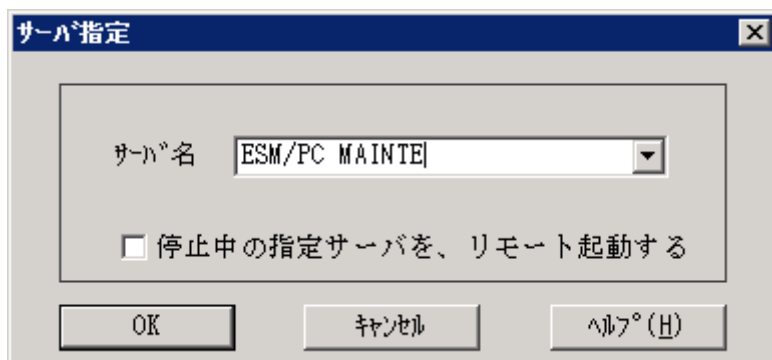 サーバ指定
ｻｰﾊﾞ名 ESM/PC MAINTE
停止中の指定サーバを、リモート起動する
OK ｷｬﾝｾﾙ ﾍﾙﾌﾟ(H)